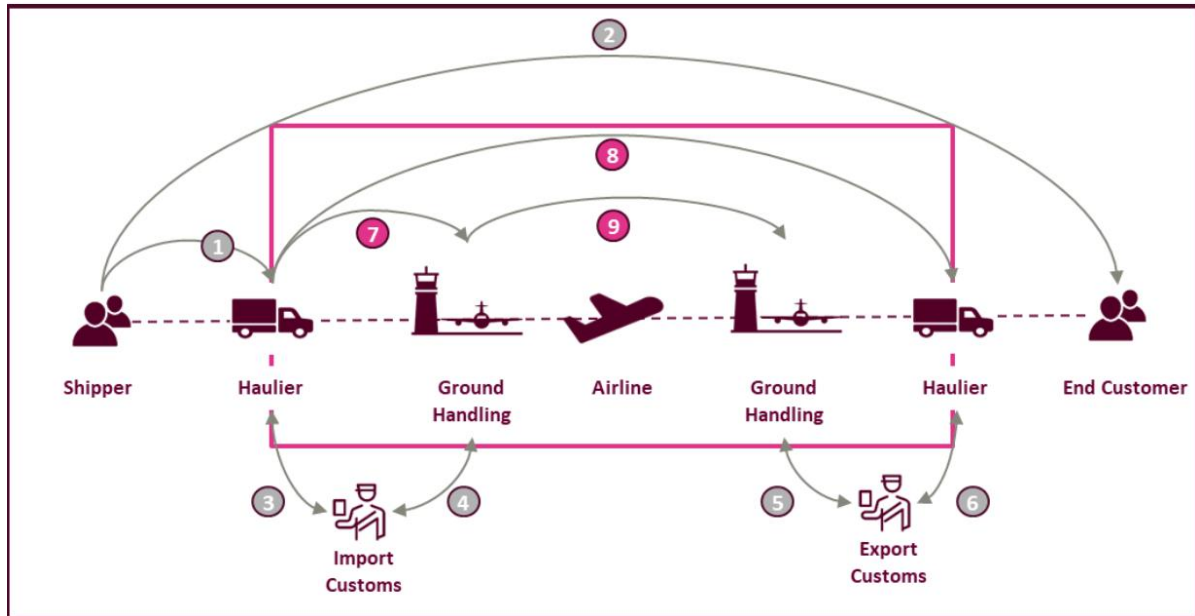 2
8
7
9
1
Shipper
Haulier
Ground
Handling
Airline
Ground
Handling
Haulier
End Customer
3
4
5
6
Import
Customs
Export
Customs